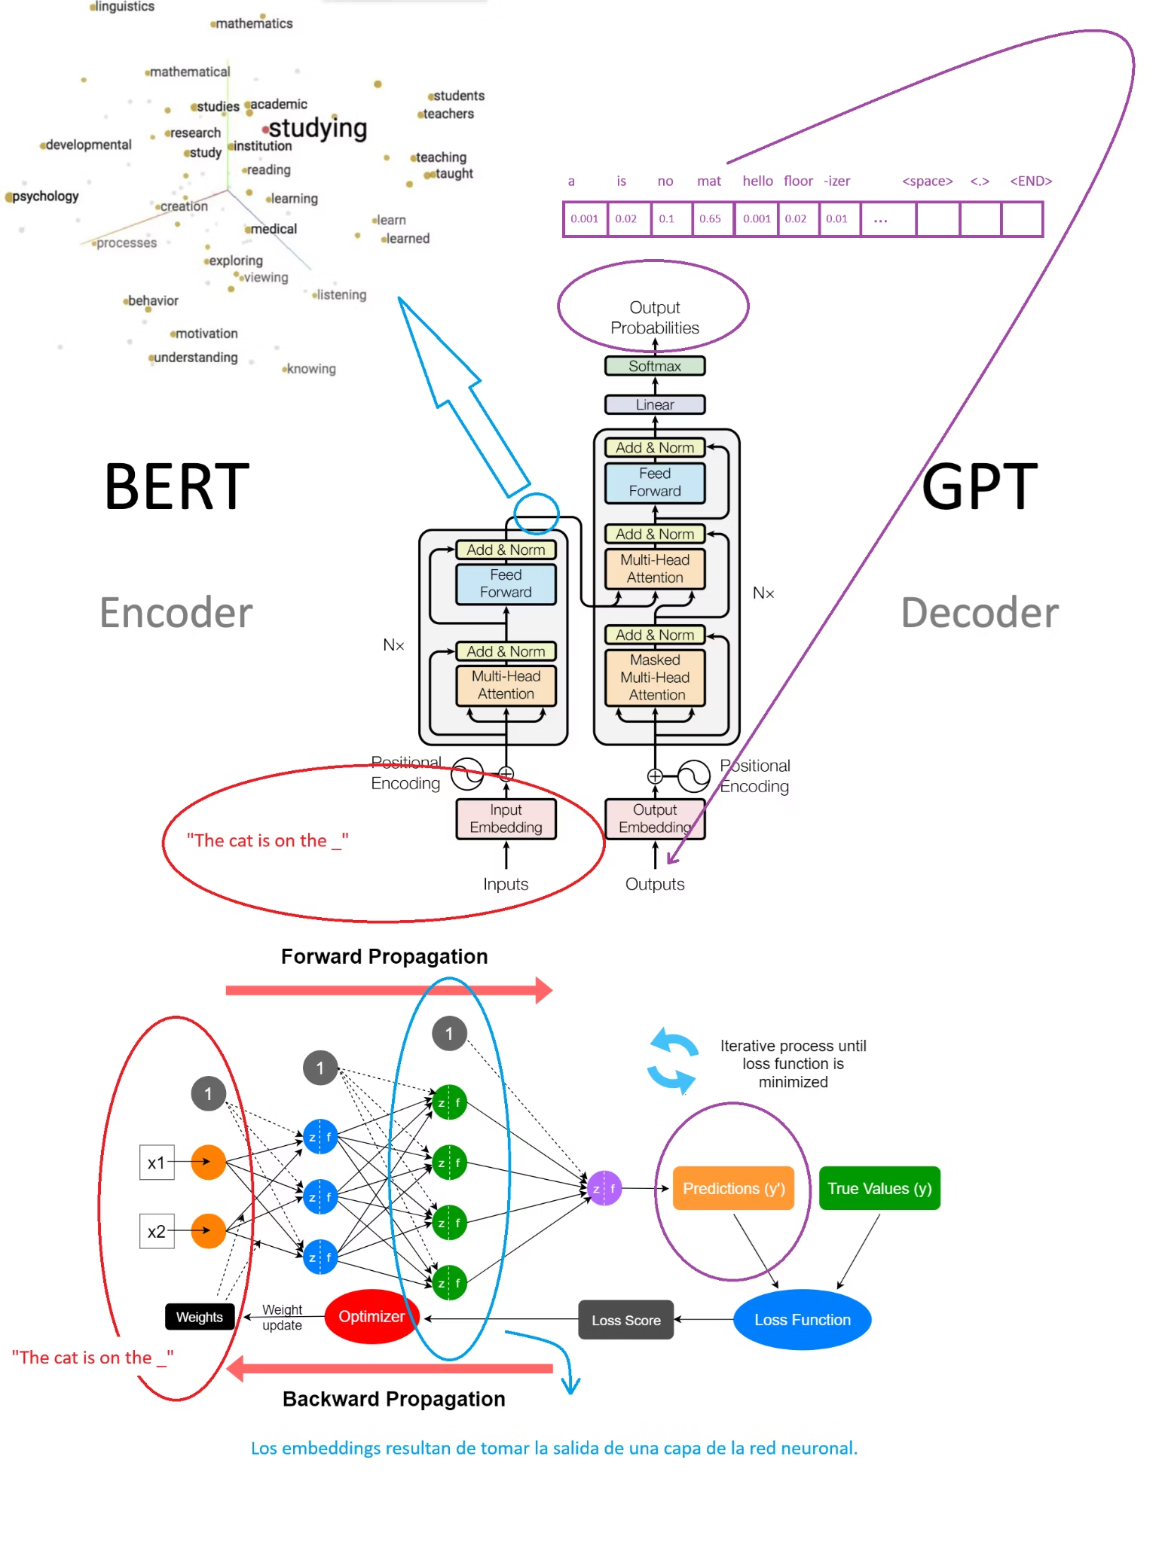 linguistics
mathematics
mathematical
studies
academic
students
teachers
studying
research
developmental
institution
study
teaching
reading
taught
psychology
learning
creation
learn
medical
learned
processes
exploring
viewing
listening
behavior
motivation
understanding
knowing
a is no mat hello floor -izer <space> <.> <END>
0.001 0.02 0.1 0.65 0.001 0.02 0.01 ...
Output
Probabilities
Softmax
Linear
Add & Norm
Feed
Forward
Add & Norm
Multi-Head
Attention
Nx
Add & Norm
Masked
Multi-Head
Attention
BERT
GPT
Encoder
Decoder
Add & Norm
Feed
Forward
Nx
Add & Norm
Multi-Head
Attention
Positional
Encoding
Positional
Encoding
"The cat is on the _"
Input
Embedding
Output
Embedding
Inputs
Outputs
Forward Propagation
1
1
1
Iterative process until
loss function is
minimized
x1
x2
z f
z f
z f
z f
z f
z f
z f
z f
Predictions (y')
True Values (y)
Weights
Weight
update
Optimizer
Loss Score
Loss Function
"The cat is on the _"
Backward Propagation
Los embeddings resultan de tomar la salida de una capa de la red neuronal.